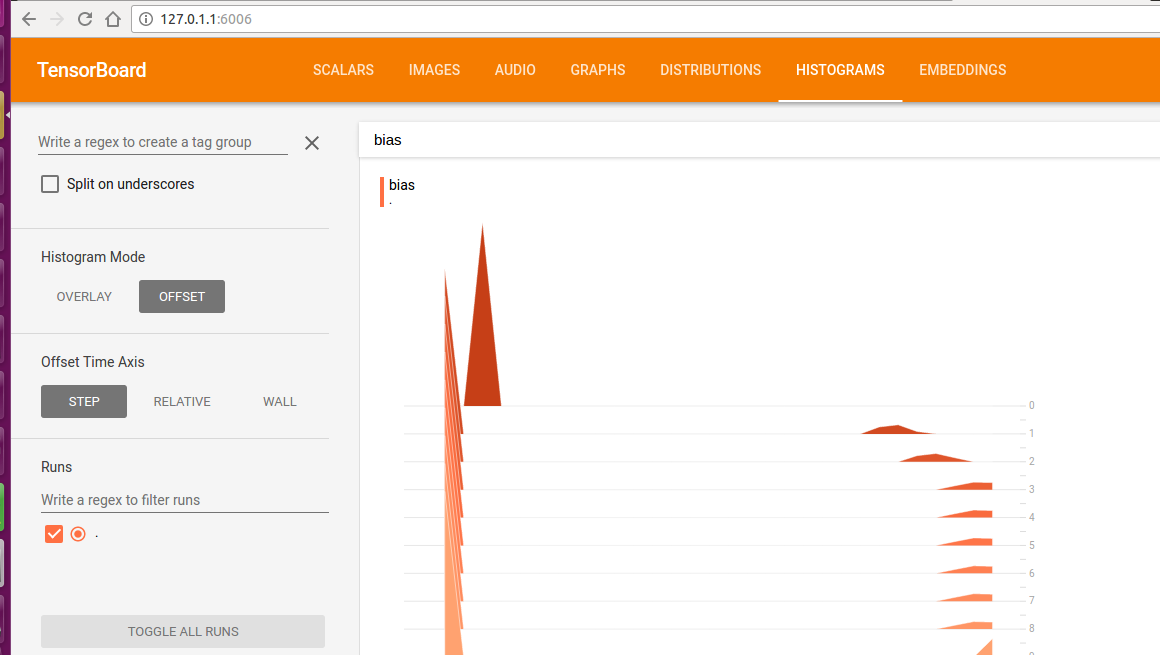 127.0.1.1:6006
TensorBoard SCALARS IMAGES AUDIO GRAPHS DISTRIBUTIONS HISTOGRAMS EMBEDDINGS
Write a regex to create a tag group
Split on underscores
Histogram Mode
OVERLAY OFFSET
Offset Time Axis
STEP RELATIVE WALL
Runs
Write a regex to filter runs
.
TOGGLE ALL RUNS
bias
bias
.
0
1
2
3
4
5
6
7
8